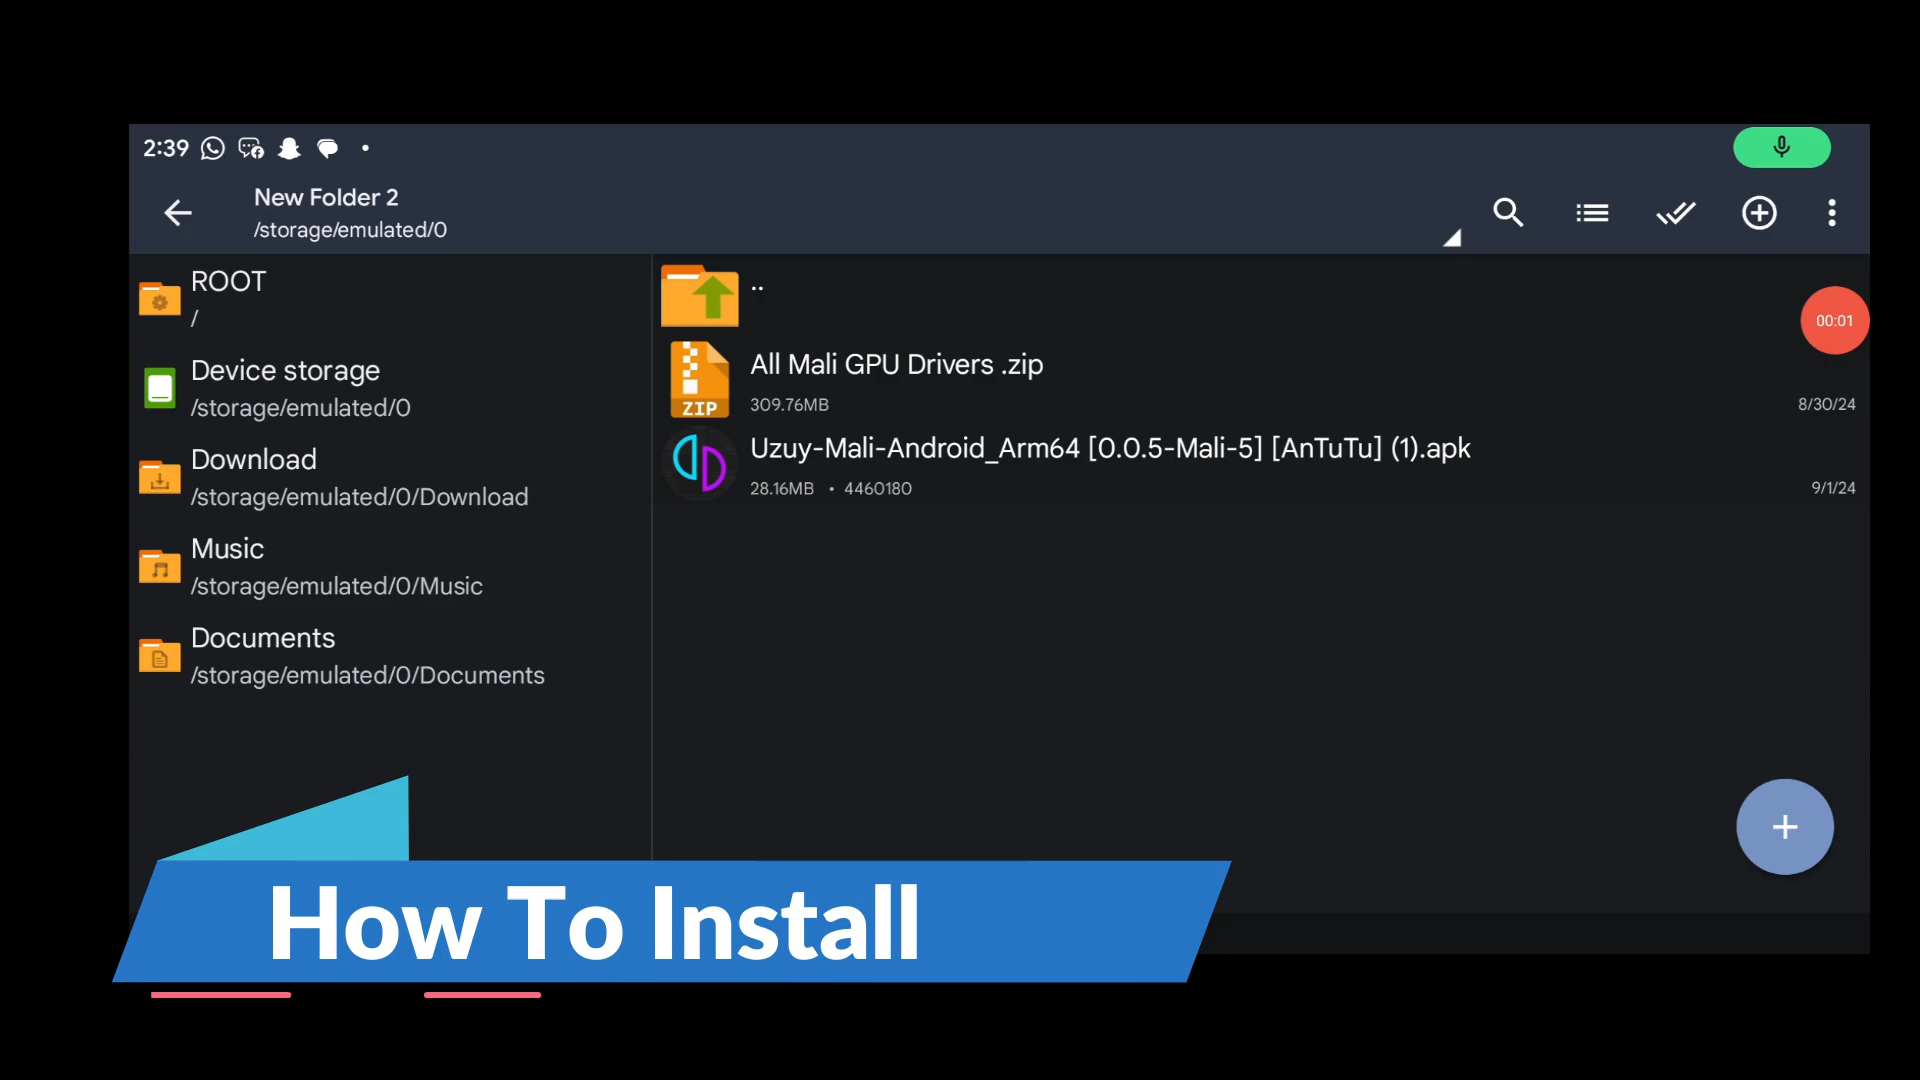 2:39
New Folder 2
/storage/emulated/0
ROOT
/
Device storage
/storage/emulated/0
Download
/storage/emulated/0/Download
Music
/storage/emulated/0/Music
Documents
/storage/emulated/0/Documents
..
00:01
All Mali GPU Drivers .zip
ZIP
309.76MB
8/30/24
Uzuy-Mali-Android_Arm64 [0.0.5-Mali-5] [AnTuTu] (1).apk
28.16MB • 4460180
9/1/24
How To Install